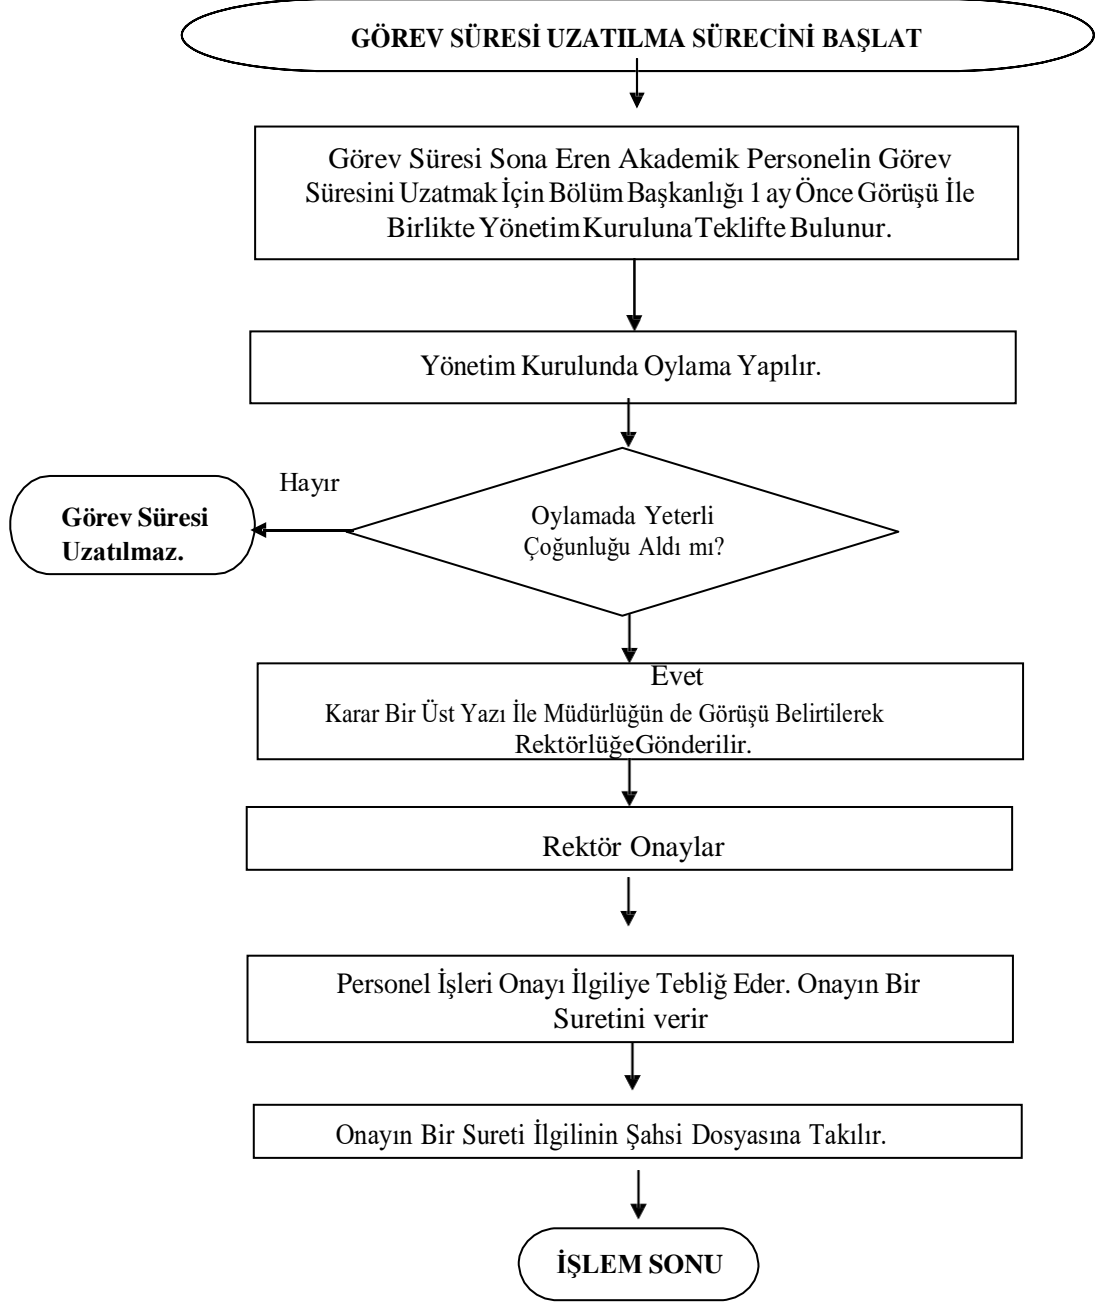 GÖREV SÜRESİ UZATILMA SÜRECİNİ BAŞLAT
Görev Süresi Sona Eren Akademik Personelin Görev
Süresini Uzatmak İçin Bölüm Başkanlığı 1 ay Önce Görüşü İle
Birlikte Yönetim Kuruluna Teklifte Bulunur.
Yönetim Kurulunda Oylama Yapılır.
Hayır
Görev Süresi
Uzatılmaz.
Oylamada Yeterli
Çoğunluğu Aldı mı?
Evet
Karar Bir Üst Yazı İle Müdürlüğün de Görüşü Belirtilerek
Rektörlüğe Gönderilir.
Rektör Onaylar
Personel İşleri Onayı İlgiliye Tebliğ Eder. Onayın Bir
Suretini verir
Onayın Bir Sureti İlgilinin Şahsi Dosyasına Takılır.
İŞLEM SONU